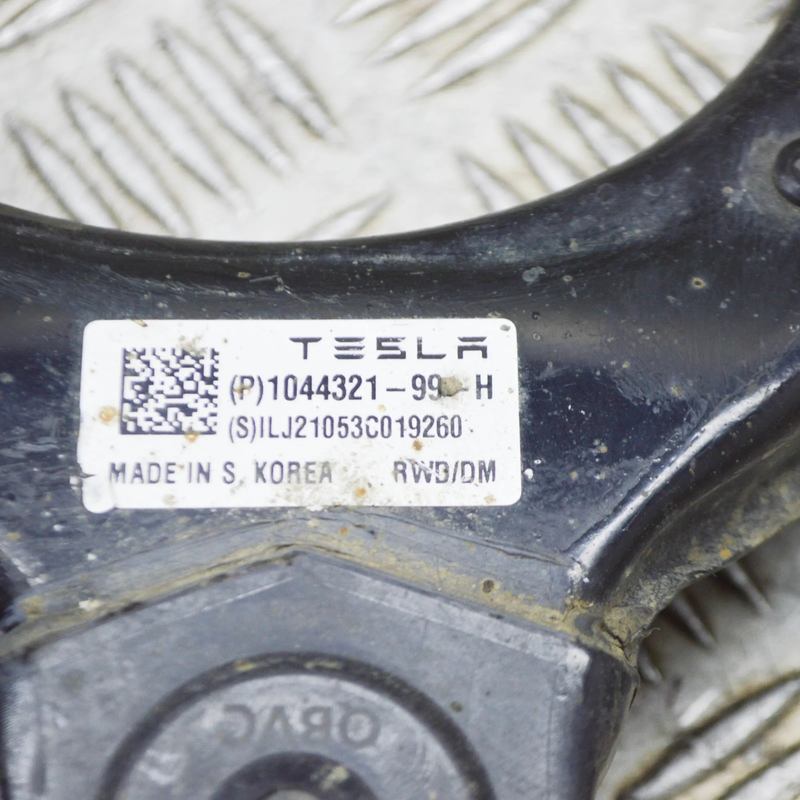 TESLA
(P)1044321-99 -H
(S)ILJ21053C019260
MADE IN S. KOREA RWD/DM